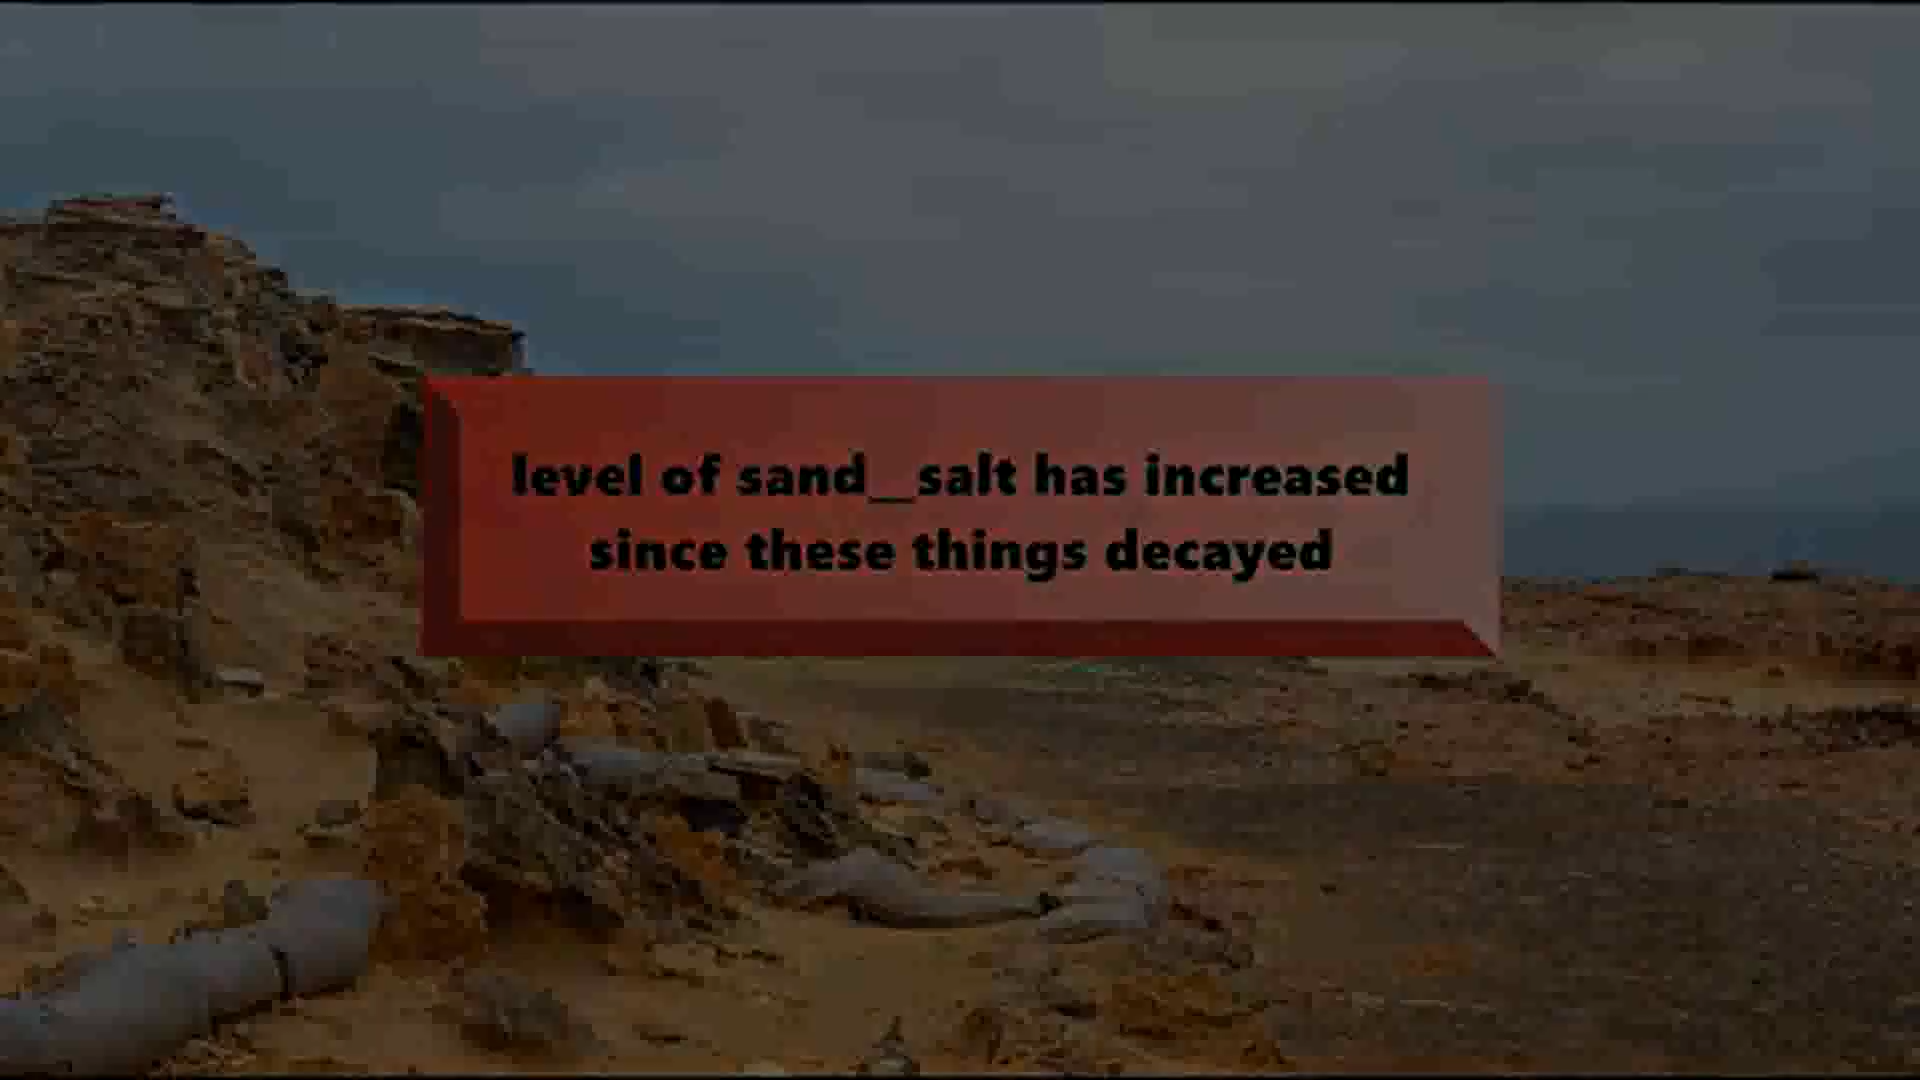 level of sand__salt has increased
since these things decayed